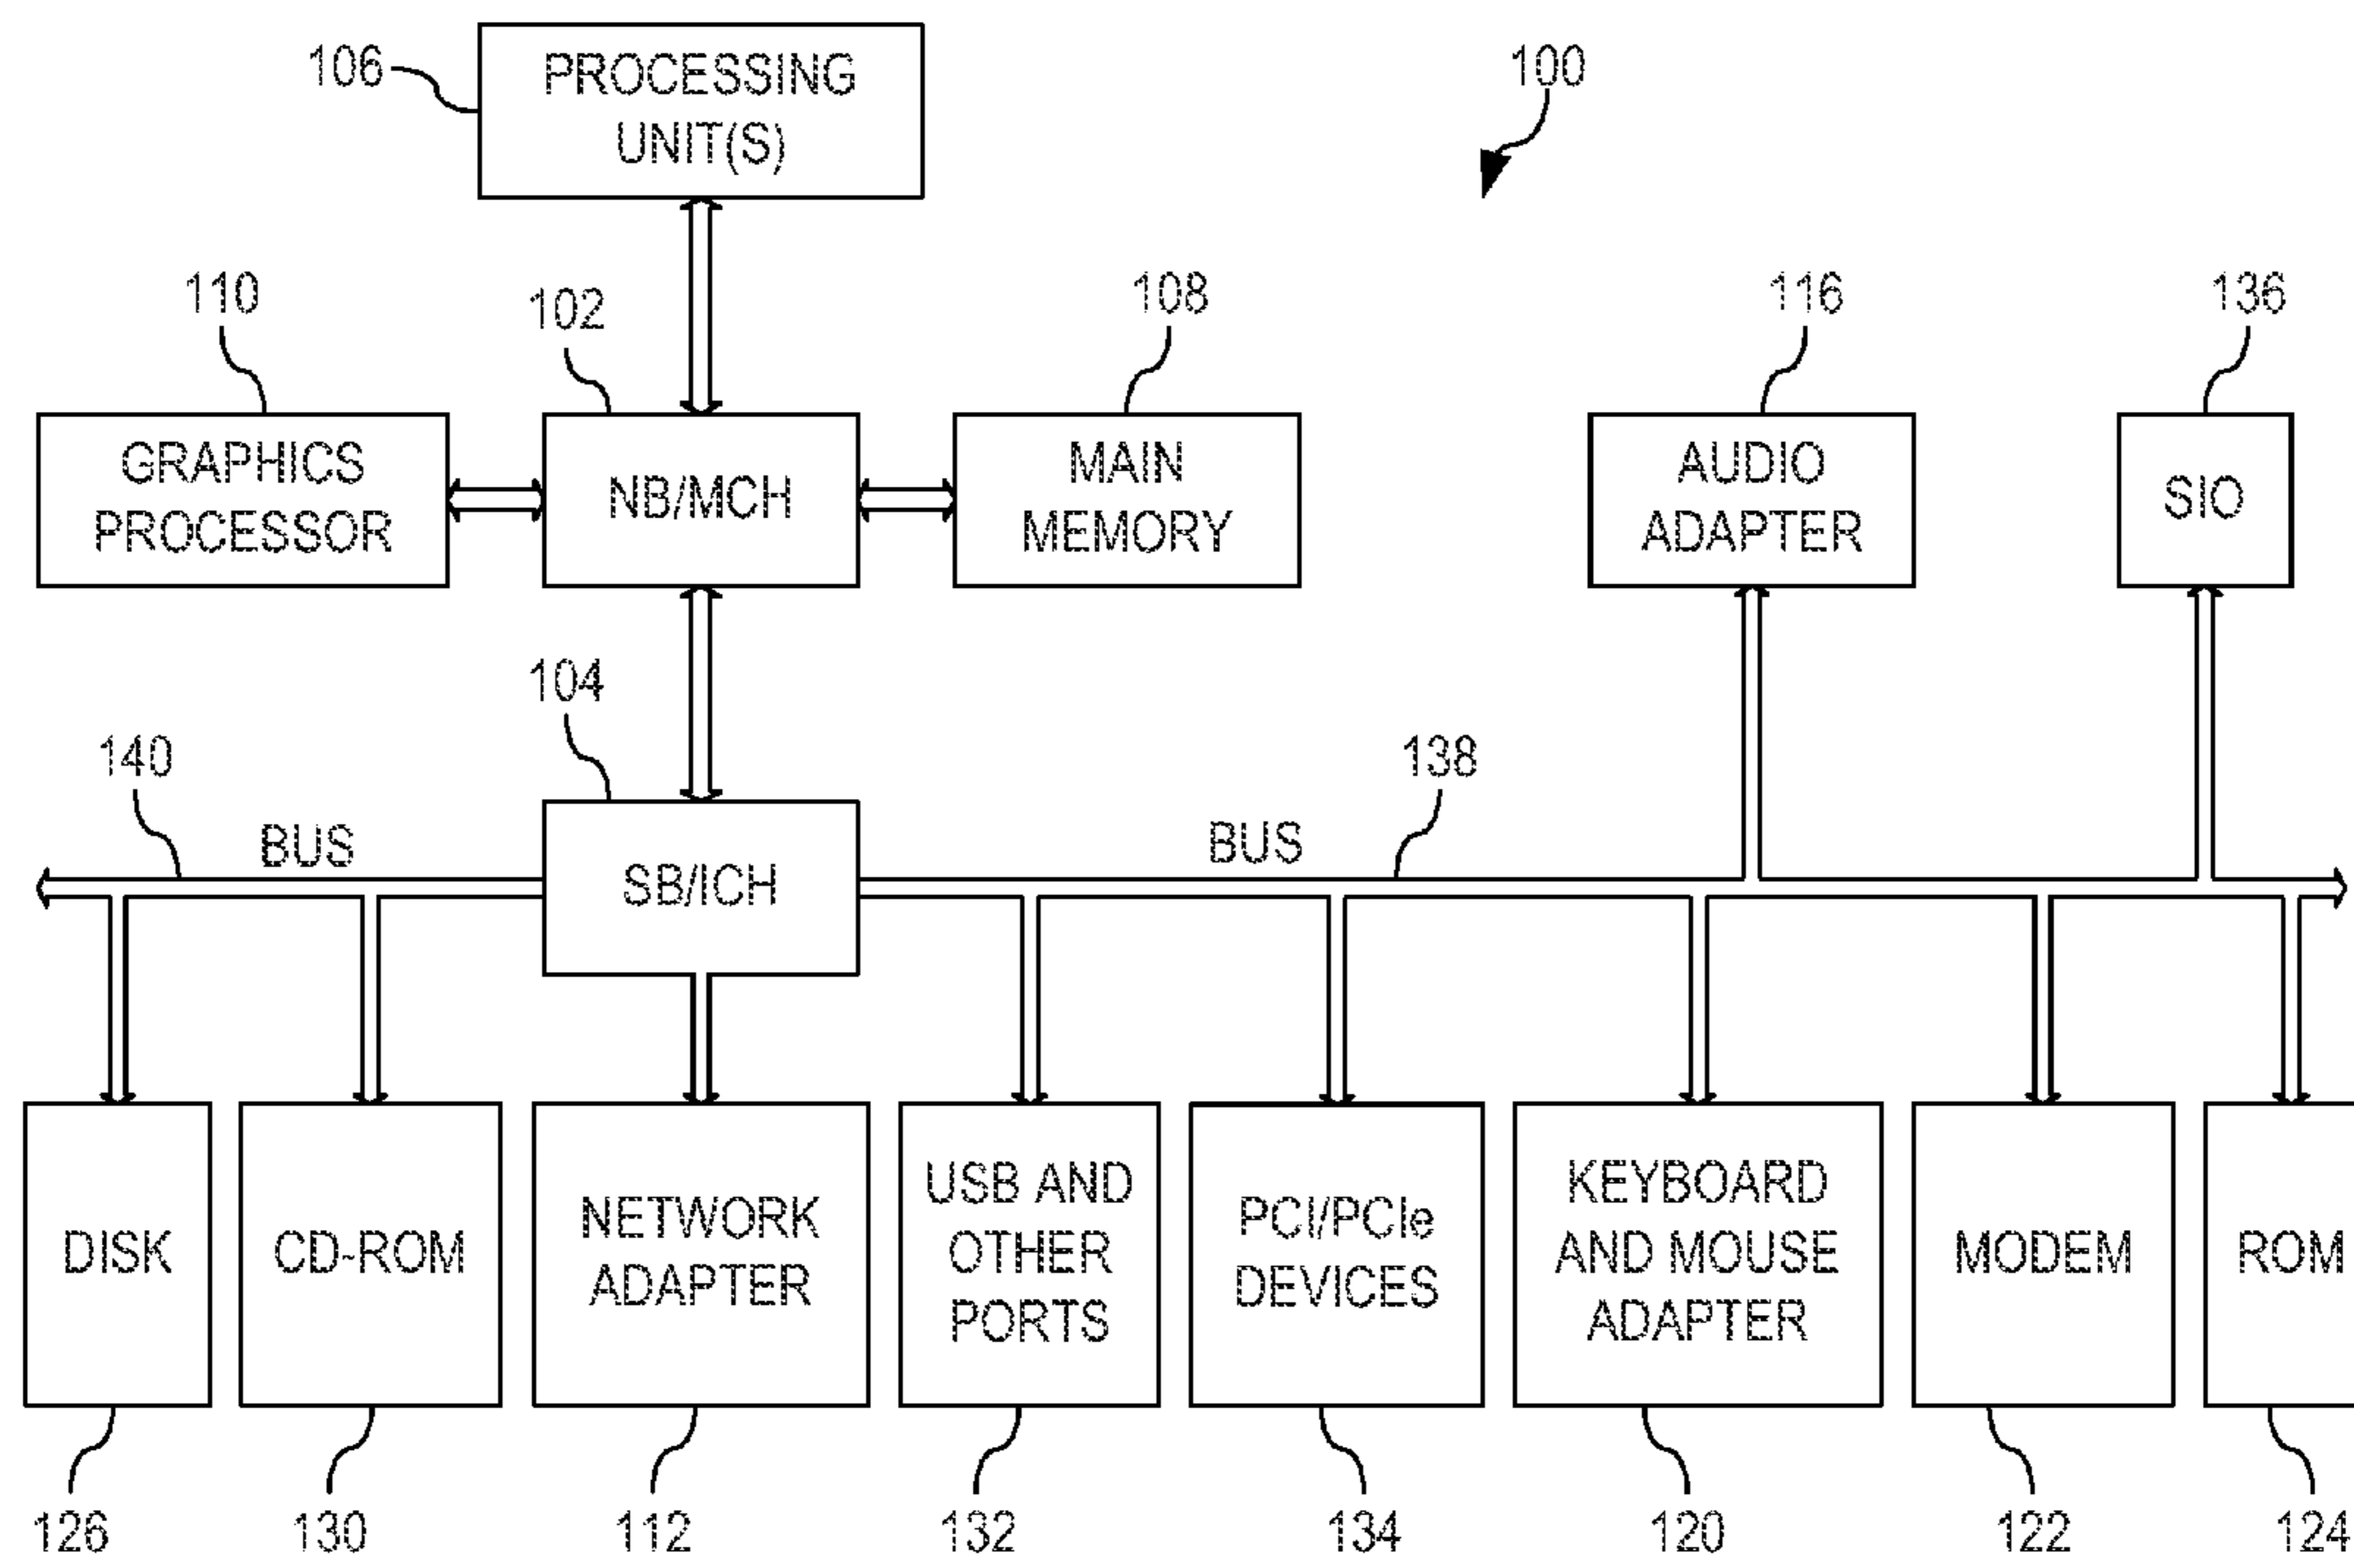 106
PROCESSING
UNIT(S)
100
110
102
108
116
136
GRAPHICS
PROCESSOR
NB/MCH
MAIN
MEMORY
AUDIO
ADAPTER
SIO
104
140
BUS
SB/ICH
BUS
138
DISK
CD-ROM
NETWORK
ADAPTER
USB AND
OTHER
PORTS
PCI/PCIe
DEVICES
KEYBOARD
AND MOUSE
ADAPTER
MODEM
ROM
126
130
112
132
134
120
122
124